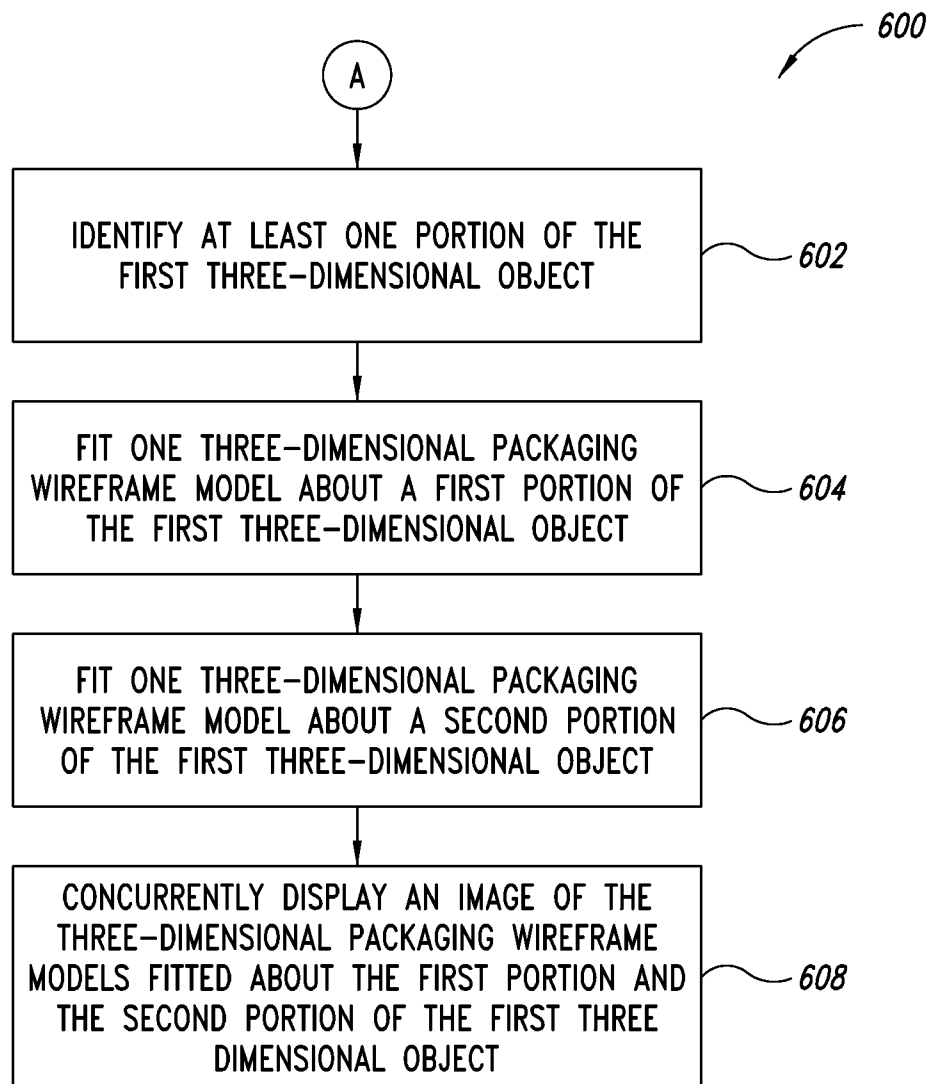 600
A
IDENTIFY AT LEAST ONE PORTION OF THE
FIRST THREE-DIMENSIONAL OBJECT
602
FIT ONE THREE-DIMENSIONAL PACKAGING
WIREFRAME MODEL ABOUT A FIRST PORTION OF
THE FIRST THREE-DIMENSIONAL OBJECT
604
FIT ONE THREE-DIMENSIONAL PACKAGING
WIREFRAME MODEL ABOUT A SECOND PORTION
OF THE FIRST THREE-DIMENSIONAL OBJECT
606
CONCURRENTLY DISPLAY AN IMAGE OF THE
THREE-DIMENSIONAL PACKAGING WIREFRAME
MODELS FITTED ABOUT THE FIRST PORTION AND
THE SECOND PORTION OF THE FIRST THREE
DIMENSIONAL OBJECT
608